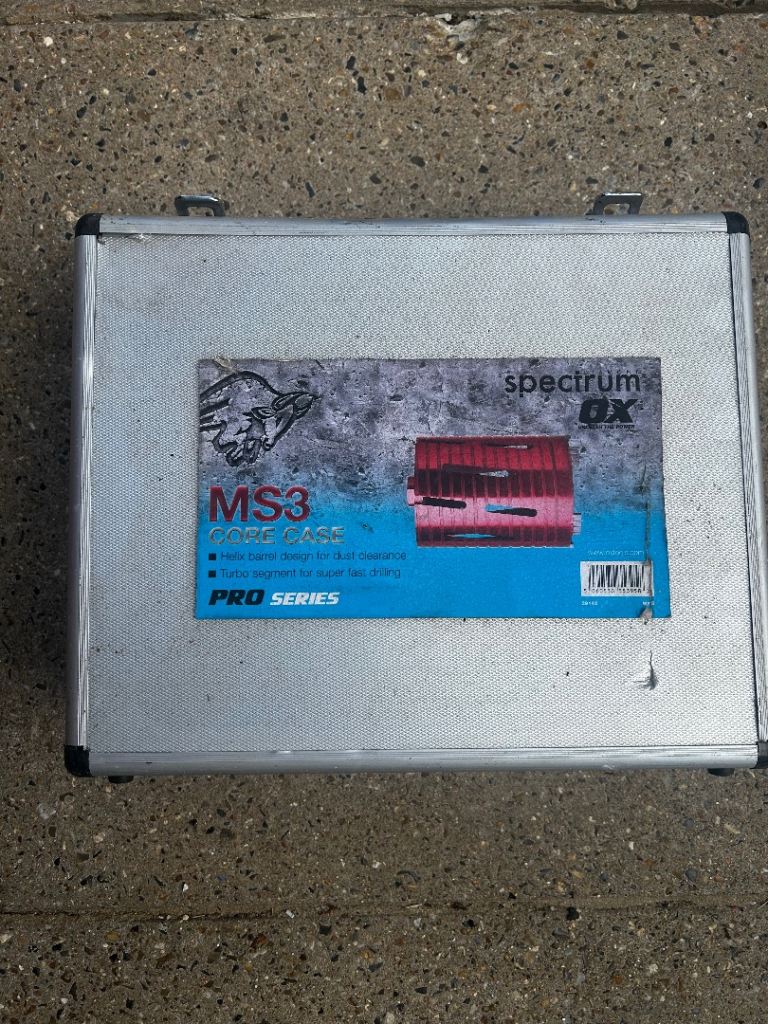 spectrum
OX
MS3
CORE CASE
Helix barrel design for dust clearance
Turbo segment for super fast drilling
PRO SERIES